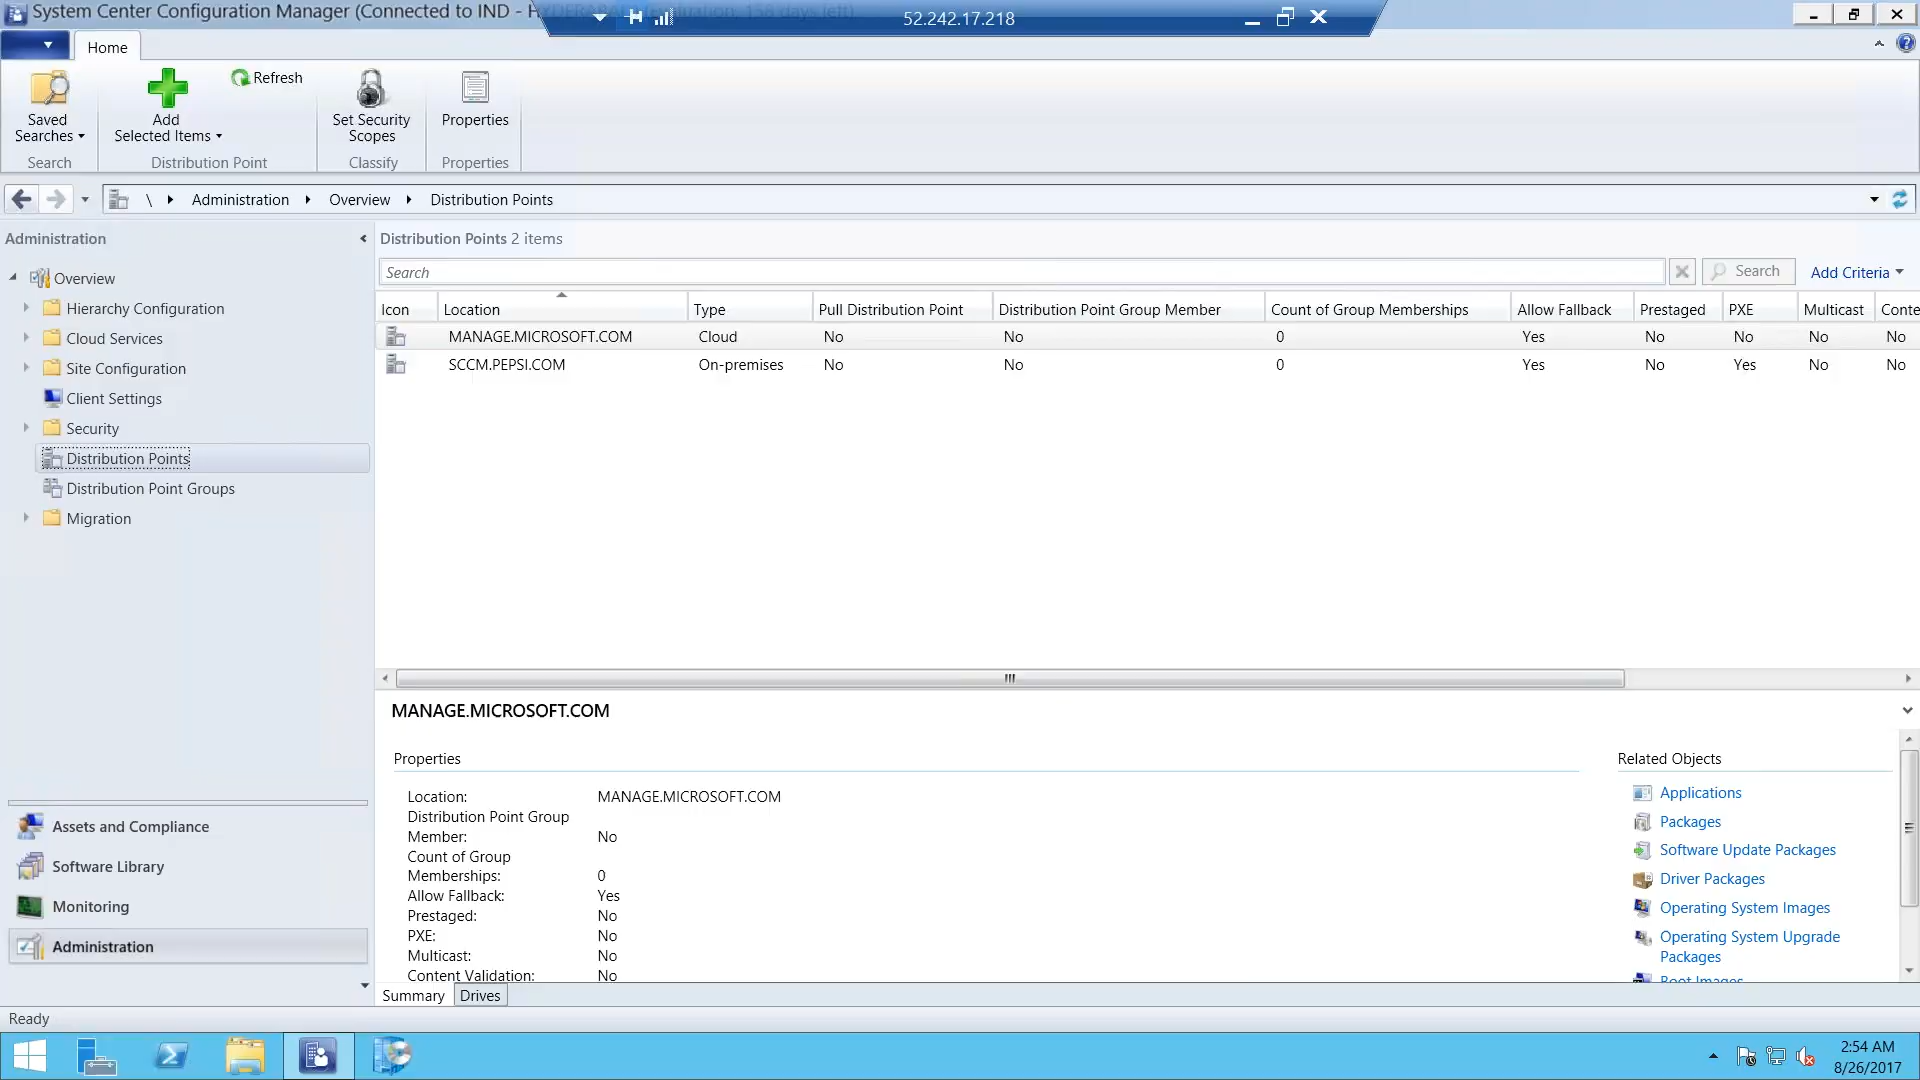 System Center Configuration Manager (Connected to IND - H
52.242.17.218
Home
Saved
Searches
Search
Add
Selected Items
Refresh
Distribution Point
Set Security
Scopes
Classify
Properties
Properties
\ Administration Overview Distribution Points
Administration
Overview
Hierarchy Configuration
Cloud Services
Site Configuration
Client Settings
Security
Distribution Points
Distribution Point Groups
Migration
Assets and Compliance
Software Library
Monitoring
Administration
Distribution Points 2 items
Search
Search
Add Criteria
Icon Location Type Pull Distribution Point Distribution Point Group Member Count of Group Memberships Allow Fallback Prestaged PXE Multicast Conte
MANAGE.MICROSOFT.COM Cloud No No 0 Yes No No No No
SCCM.PEPSI.COM On-premises No No 0 Yes No Yes No No
MANAGE.MICROSOFT.COM
Properties
Location: MANAGE.MICROSOFT.COM
Distribution Point Group
Member: No
Count of Group
Memberships: 0
Allow Fallback: Yes
Prestaged: No
PXE: No
Multicast: No
Content Validation: No
Related Objects
Applications
Packages
Software Update Packages
Driver Packages
Operating System Images
Operating System Upgrade
Packages
Boot Images
Summary Drives
Ready
2:54 AM
8/26/2017